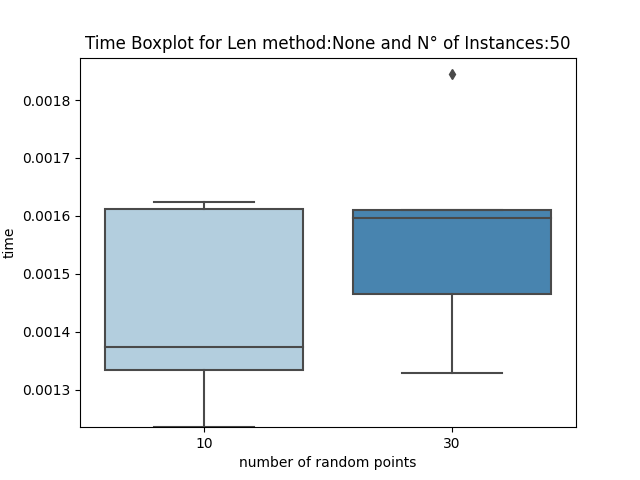 Time Boxplot for Len method:None and N° of Instances:50
0.0018
0.0017
0.0016
0.0015
0.0014
0.0013
time
10
30
number of random points